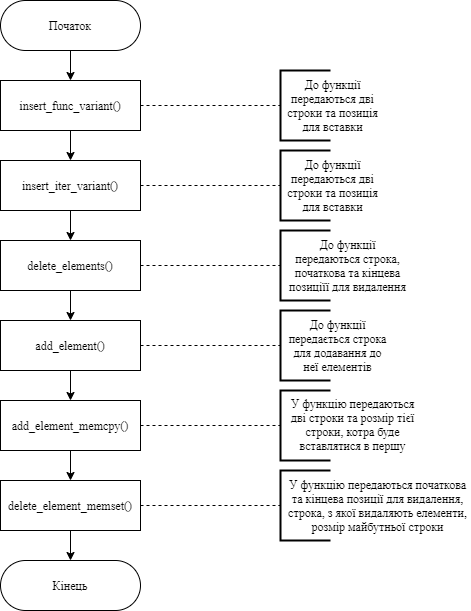 Початок
insert_func_variant()
До функції
передаються дві
строки та позиція
для вставки
insert_iter_variant()
До функції
передаються дві
строки та позиція
для вставки
delete_elements()
До функції
передаються строка,
початкова та кінцева
позиціїї для видалення
add_element()
До функції
передається строка
для додавання до
неї елементів
add_element_memcpy()
У функцію передаються
дві строки та розмір тієї
строки, котра буде
вставлятися в першу
delete_element_memset()
У функцію передаються початкова
та кінцева позиції для видалення,
строка, з якої видаляють елементи,
розмір майбутньої строки
Кінець